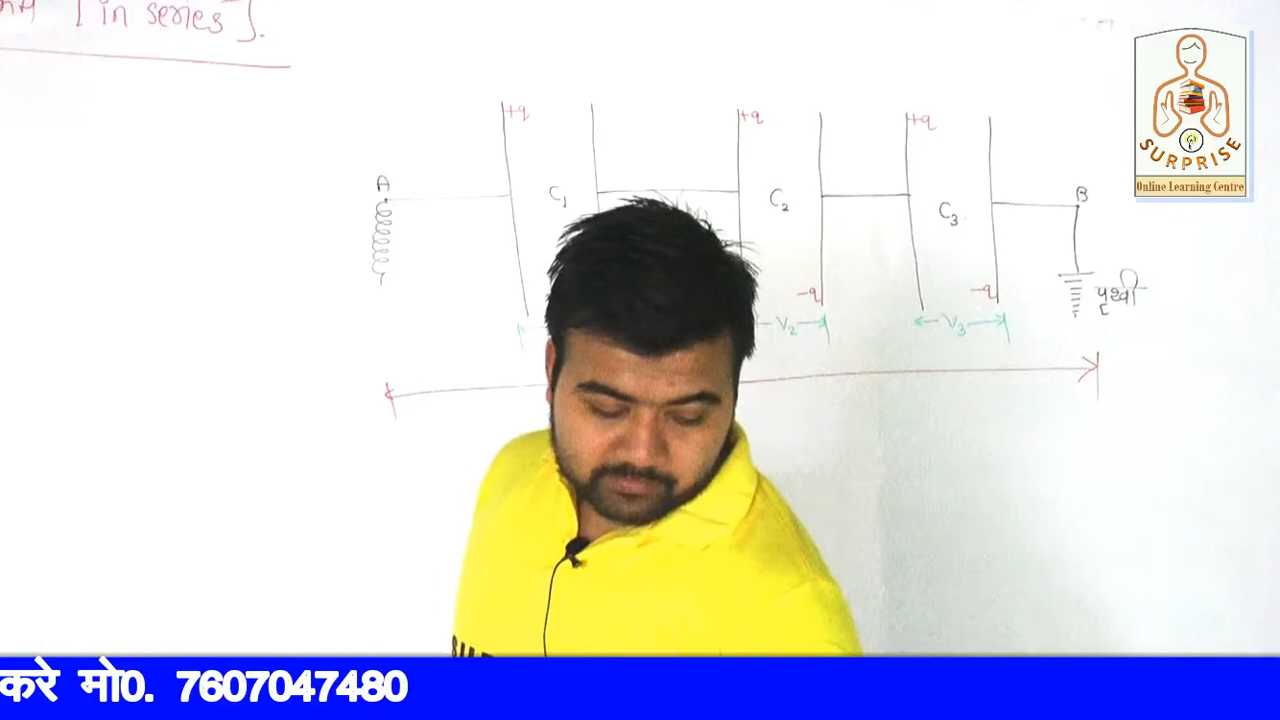 [in series].
+q +q +q
A C₁ C₂ C₃ B
-q -q पृथ्वी
V₂ V₃
SURPRISE
Online Learning Centre
करे मो0. 7607047480